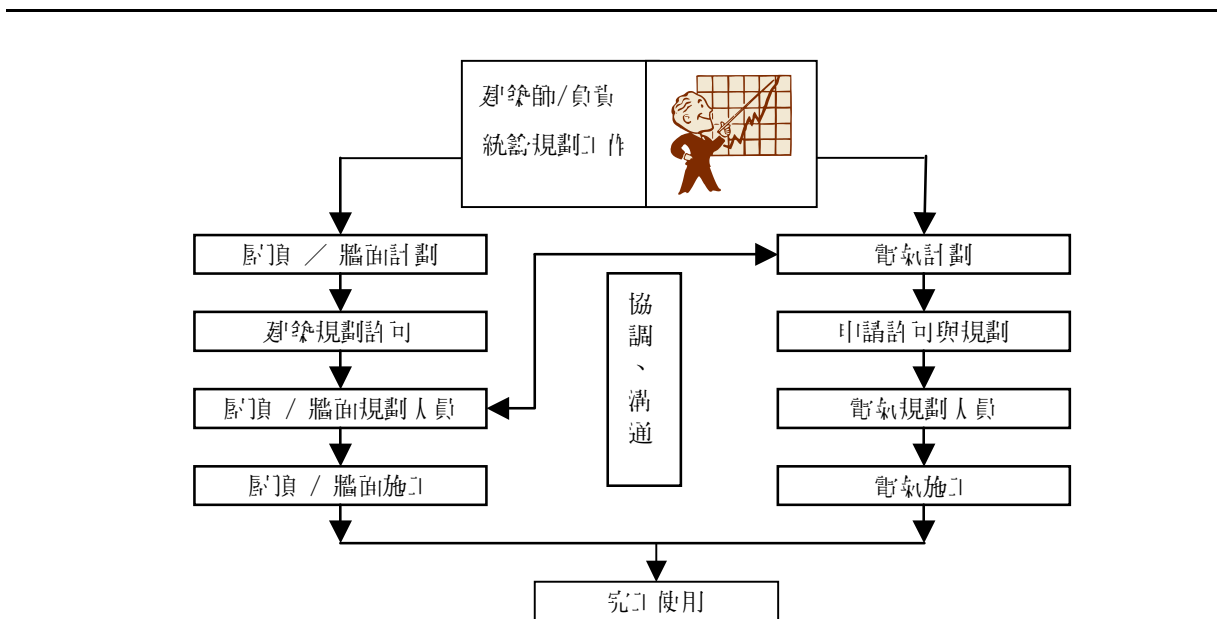 建築師/負責
統籌規劃工作
屋頂 ／ 牆面計劃
電氣計劃
建築規劃許可
申請許可與規劃
屋頂 / 牆面規劃人員
電氣規劃人員
屋頂 / 牆面施工
電氣施工
協調、溝通
完工使用